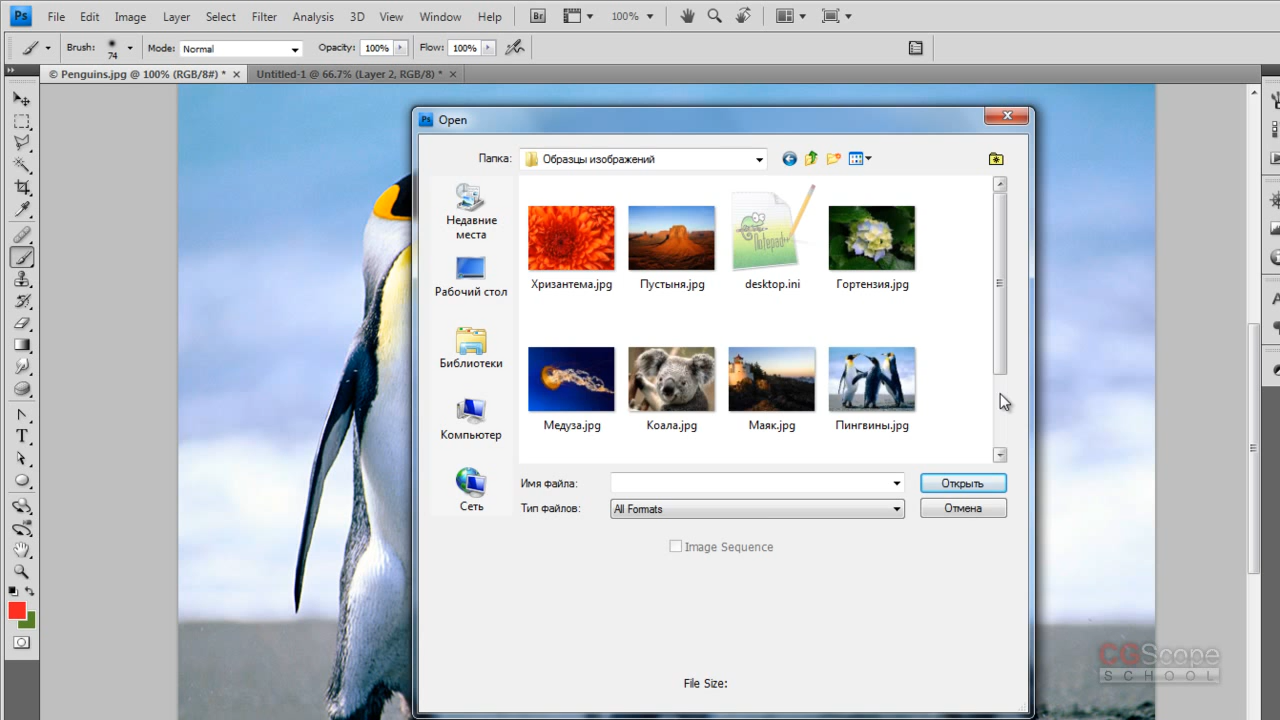 Ps File Edit Image Layer Select Filter Analysis 3D View Window Help Br 100%
Brush: 74 Mode: Normal Opacity: 100% Flow: 100%
© Penguins.jpg @ 100% (RGB/8#) * Untitled-1 @ 66.7% (Layer 2, RGB/8) *
Ps Open
Папка: Образцы изображений
Недавние места
Рабочий стол
Библиотеки
Компьютер
Сеть
Notepad++
Хризантема.jpg Пустыня.jpg desktop.ini Гортензия.jpg
Медуза.jpg Коала.jpg Маяк.jpg Пингвины.jpg
Имя файла: Открыть
Тип файлов: All Formats Отмена
Image Sequence
File Size:
CGScope
SCHOOL